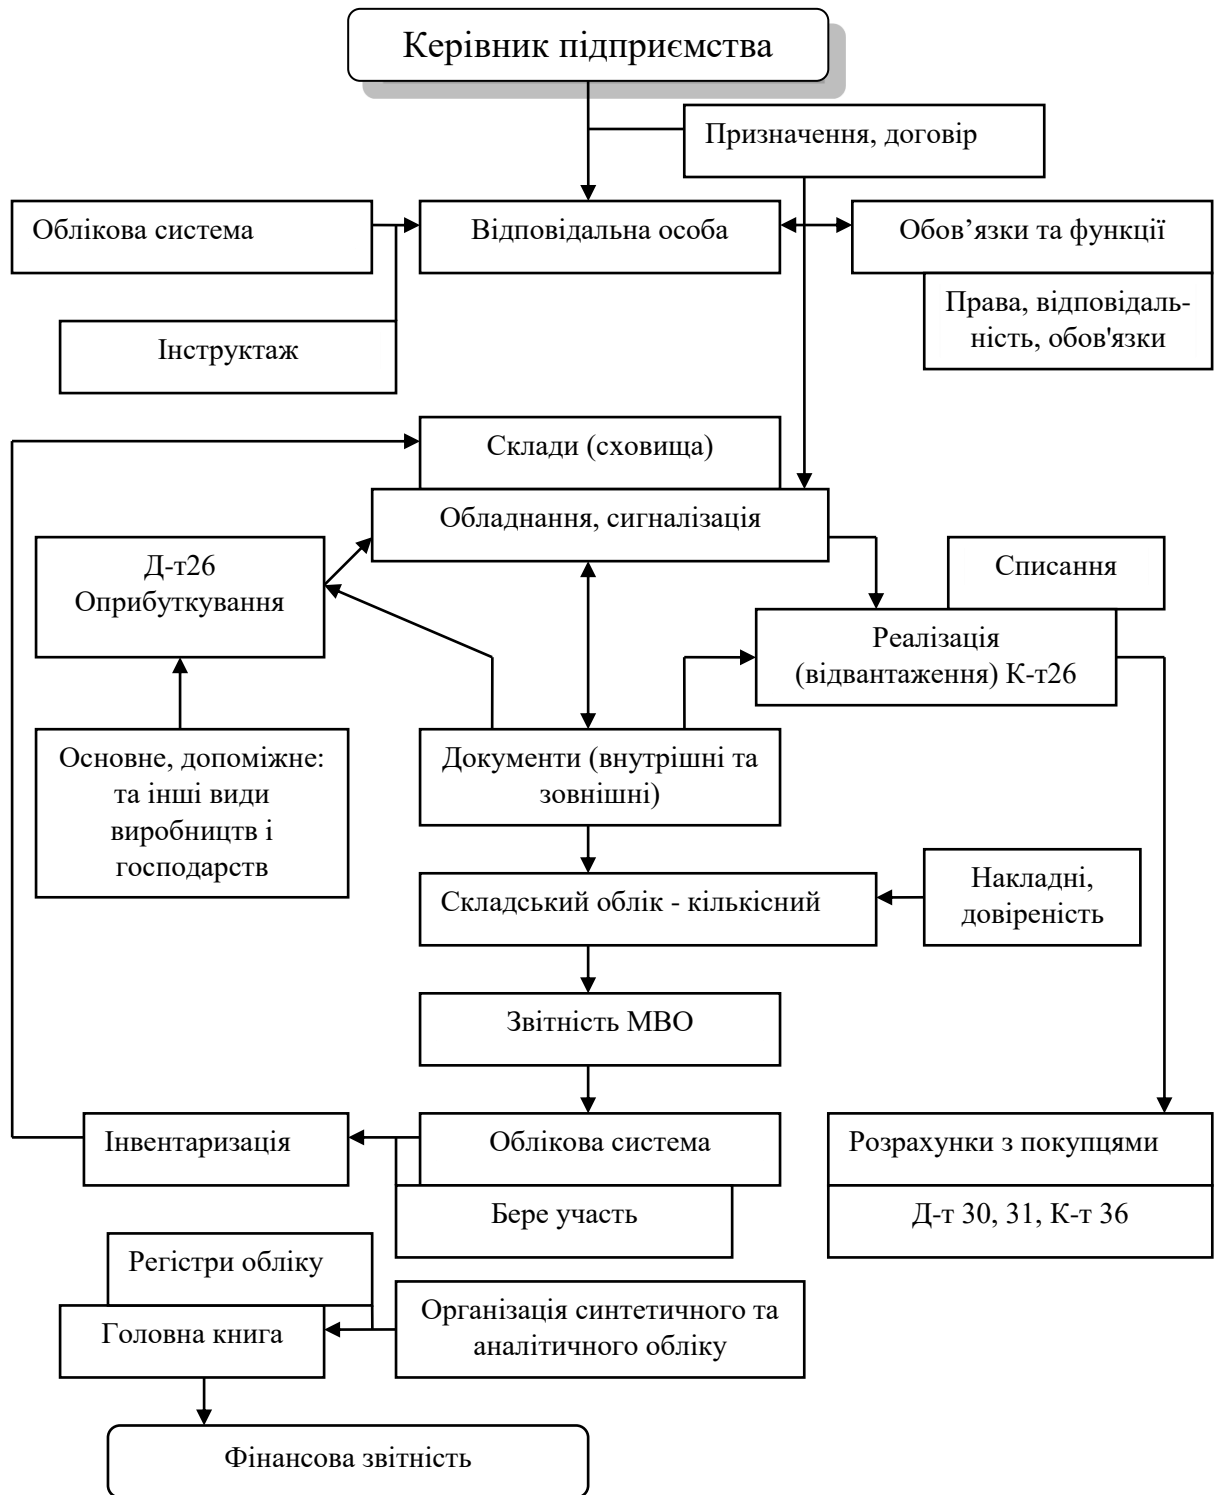 Керівник підприємства
Призначення, договір
Облікова система
Відповідальна особа
Обов’язки та функції
Права, відповідаль-
ність, обов'язки
Інструктаж
Склади (сховища)
Обладнання, сигналізація
Д-т26
Оприбуткування
Списання
Реалізація
(відвантаження) К-т26
Основне, допоміжне:
та інші види
виробництв і
господарств
Документи (внутрішні та
зовнішні)
Складський облік - кількісний
Накладні,
довіреність
Звітність МВО
Інвентаризація
Облікова система
Розрахунки з покупцями
Бере участь
Д-т 30, 31, К-т 36
Регістри обліку
Головна книга
Організація синтетичного та
аналітичного обліку
Фінансова звітність